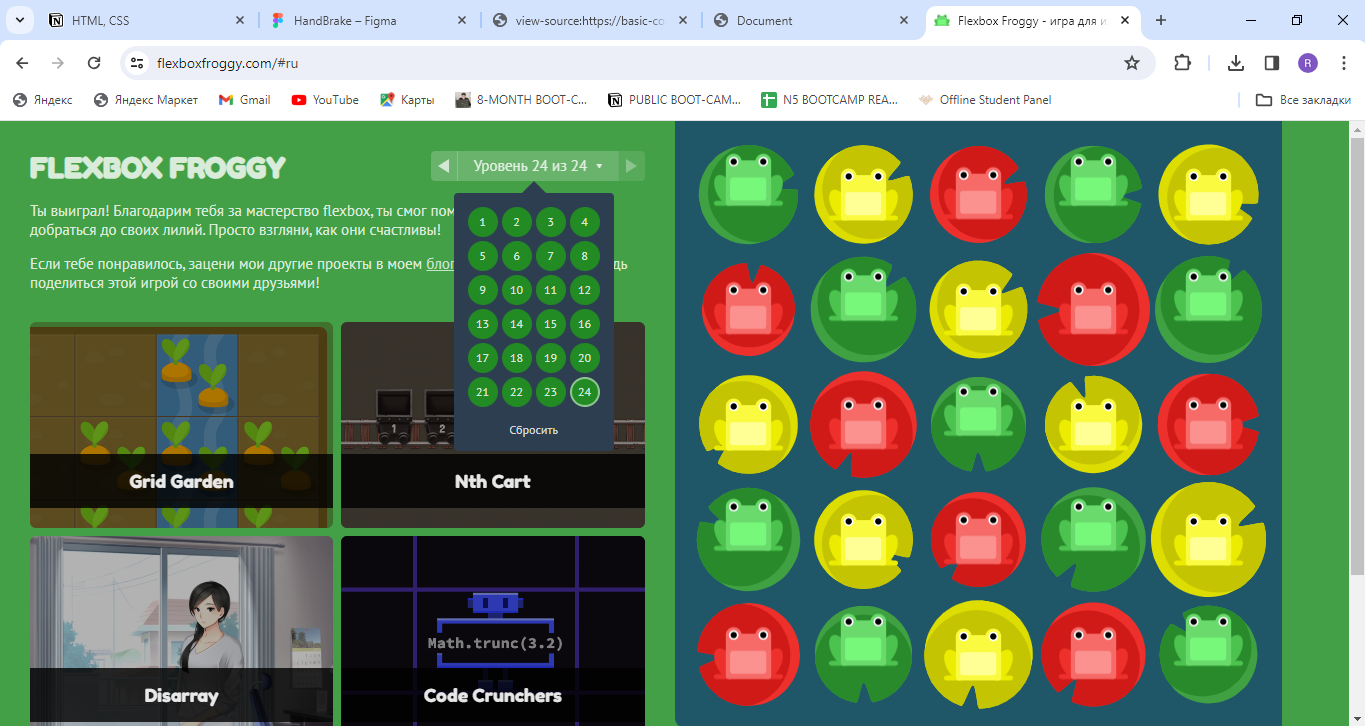 HTML, CSS
HandBrake – Figma
view-source:https://basic-co
Document
Flexbox Froggy - игра для и
flexboxfroggy.com/#ru
R
Яндекс
Яндекс Маркет
Gmail
YouTube
Карты
8-MONTH BOOT-C...
PUBLIC BOOT-CAM...
N5 BOOTCAMP REA...
Offline Student Panel
Все закладки
FLEXBOX FROGGY
Уровень 24 из 24
Ты выиграл! Благодарим тебя за мастерство flexbox, ты смог пом
добраться до своих лилий. Просто взгляни, как они счастливы!
Если тебе понравилось, зацени мои другие проекты в моем блог
дь
поделиться этой игрой со своими друзьями!
1 2 3 4
5 6 7 8
9 10 11 12
13 14 15 16
17 18 19 20
21 22 23 24
Сбросить
1 2
Grid Garden
Nth Cart
Math.trunc(3.2)
Disarray
Code Crunchers